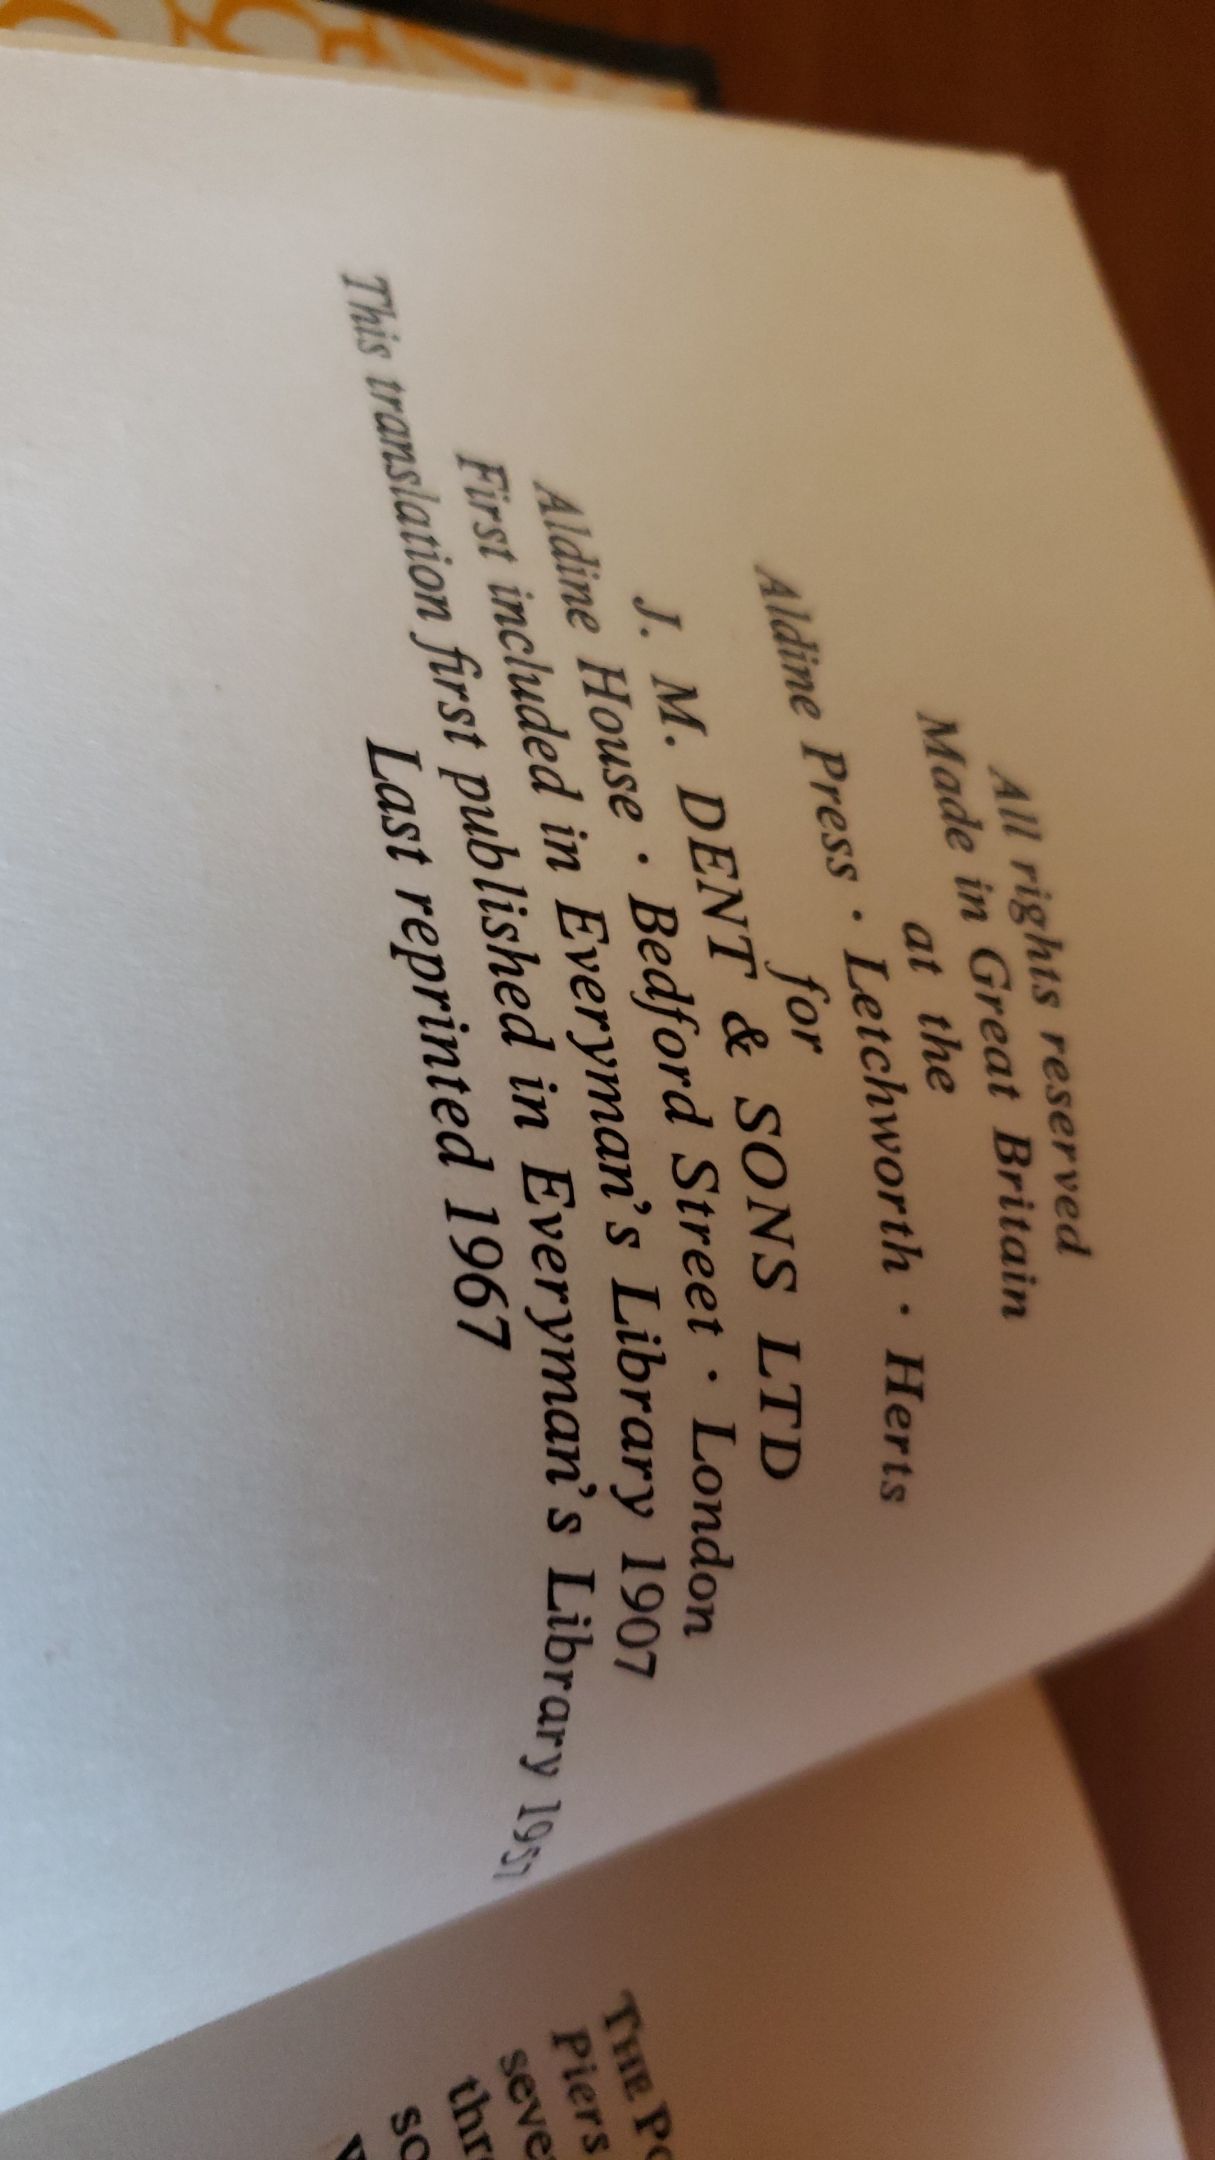 All rights reserved
Made in Great Britain
at the
Aldine Press · Letchworth · Herts
for
J. M. DENT & SONS LTD
Aldine House · Bedford Street · London
First included in Everyman's Library 1907
This translation first published in Everyman's Library 1957
Last reprinted 1967
THE
Piers